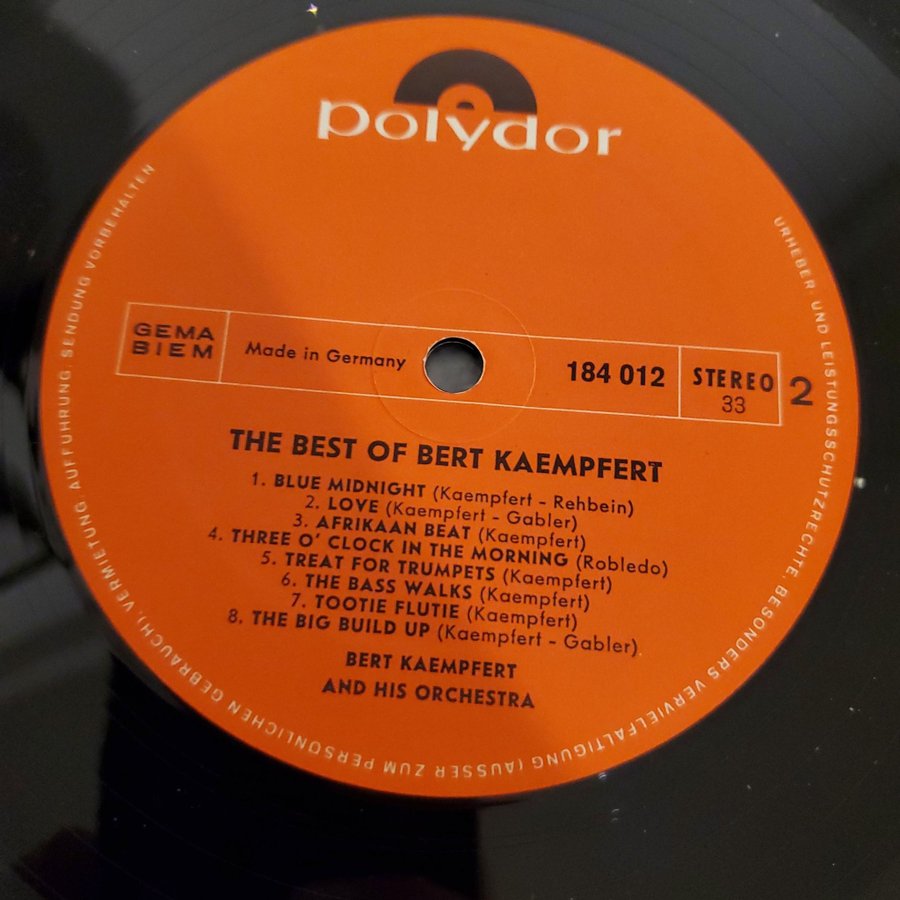 polydor
URHEBER- UND LEISTUNGSSCHUTZRECHTE, BESONDERS VERVIELFÄLTIGUNG (AUSSER ZUM PERSÖNLICHEN GEBRAUCH), VERMIETUNG, AUFFÜHRUNG, SENDUNG VORBEHALTEN
GEMA
BIEM
Made in Germany
184 012
STEREO
33
2
THE BEST OF BERT KAEMPFERT
1. BLUE MIDNIGHT (Kaempfert - Rehbein)
2. LOVE (Kaempfert - Gabler)
3. AFRIKAAN BEAT (Kaempfert)
4. THREE O' CLOCK IN THE MORNING (Robledo)
5. TREAT FOR TRUMPETS (Kaempfert)
6. THE BASS WALKS (Kaempfert)
7. TOOTIE FLUTIE (Kaempfert)
8. THE BIG BUILD UP (Kaempfert - Gabler).
BERT KAEMPFERT
AND HIS ORCHESTRA